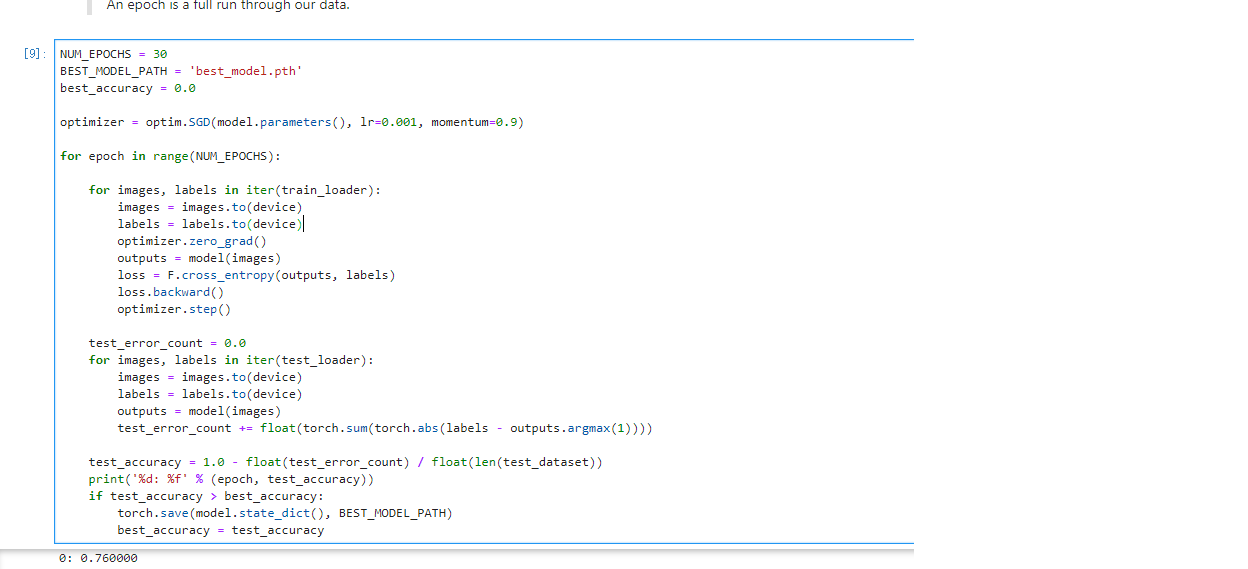 An epoch is a full run through our data.
[9]:
NUM_EPOCHS = 30
BEST_MODEL_PATH = 'best_model.pth'
best_accuracy = 0.0

optimizer = optim.SGD(model.parameters(), lr=0.001, momentum=0.9)

for epoch in range(NUM_EPOCHS):

    for images, labels in iter(train_loader):
        images = images.to(device)
        labels = labels.to(device)
        optimizer.zero_grad()
        outputs = model(images)
        loss = F.cross_entropy(outputs, labels)
        loss.backward()
        optimizer.step()

    test_error_count = 0.0
    for images, labels in iter(test_loader):
        images = images.to(device)
        labels = labels.to(device)
        outputs = model(images)
        test_error_count += float(torch.sum(torch.abs(labels - outputs.argmax(1))))

    test_accuracy = 1.0 - float(test_error_count) / float(len(test_dataset))
    print('%d: %f' % (epoch, test_accuracy))
    if test_accuracy > best_accuracy:
        torch.save(model.state_dict(), BEST_MODEL_PATH)
        best_accuracy = test_accuracy
0: 0.760000